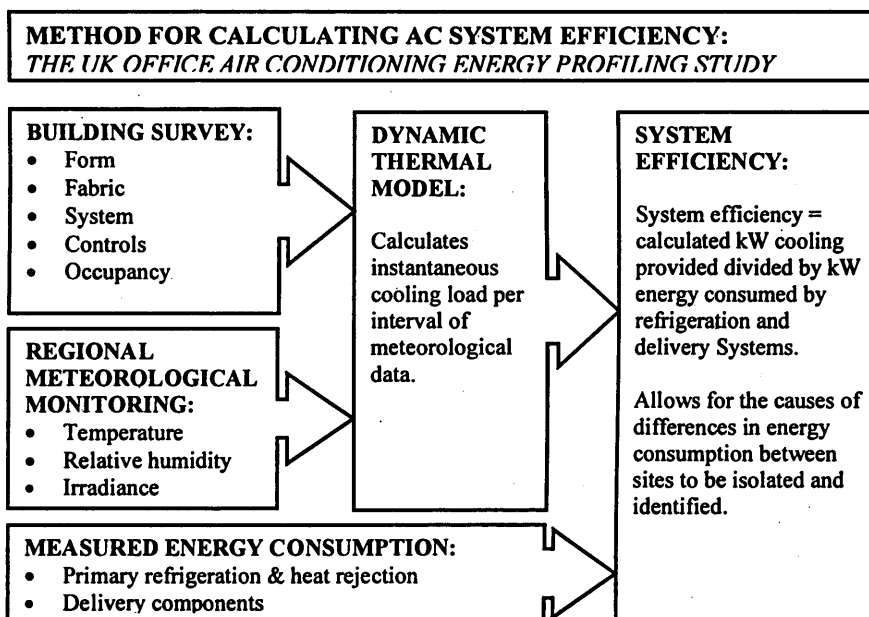 METHOD FOR CALCULATING AC SYSTEM EFFICIENCY:
THE UK OFFICE AIR CONDITIONING ENERGY PROFILING STUDY
BUILDING SURVEY:
• Form
• Fabric
• System
• Controls
• Occupancy
REGIONAL
METEOROLOGICAL
MONITORING:
• Temperature
• Relative humidity
• Irradiance
MEASURED ENERGY CONSUMPTION:
• Primary refrigeration & heat rejection
• Delivery components
DYNAMIC
THERMAL
MODEL:
Calculates
instantaneous
cooling load per
interval of
meteorological
data.
SYSTEM
EFFICIENCY:
System efficiency =
calculated kW cooling
provided divided by kW
energy consumed by
refrigeration and
delivery Systems.
Allows for the causes of
differences in energy
consumption between
sites to be isolated and
identified.